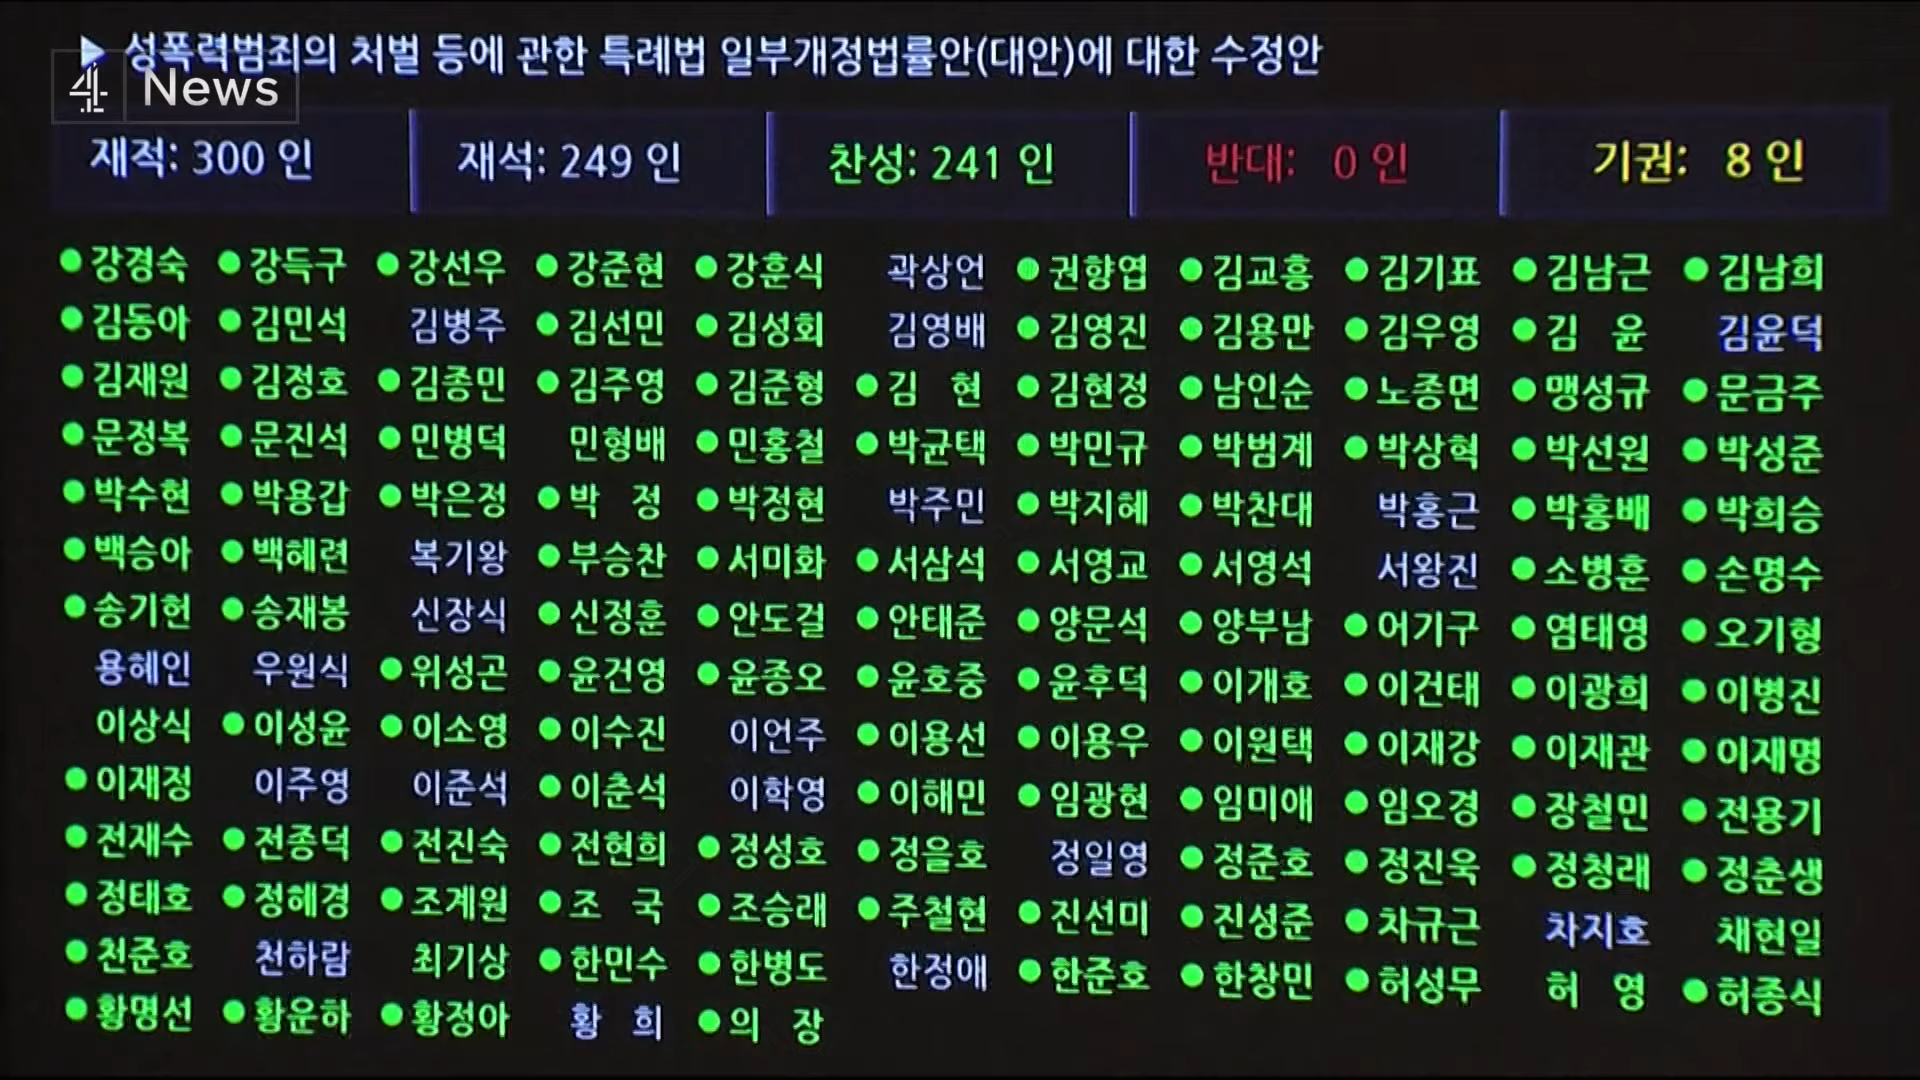 ▶ 성폭력범죄의 처벌 등에 관한 특례법 일부개정법률안(대안)에 대한 수정안
4 News
재적: 300 인 재석: 249 인 찬성: 241 인 반대: 0 인 기권: 8 인
강경숙 강득구 강선우 강준현 강훈식 곽상언 권향엽 김교흥 김기표 김남근 김남희
김동아 김민석 김병주 김선민 김성회 김영배 김영진 김용만 김우영 김 윤 김윤덕
김재원 김정호 김종민 김주영 김준형 김 현 김현정 남인순 노종면 맹성규 문금주
문정복 문진석 민병덕 민형배 민홍철 박균택 박민규 박범계 박상혁 박선원 박성준
박수현 박용갑 박은정 박 정 박정현 박주민 박지혜 박찬대 박홍근 박홍배 박희승
백승아 백혜련 복기왕 부승찬 서미화 서삼석 서영교 서영석 서왕진 소병훈 손명수
송기헌 송재봉 신장식 신정훈 안도걸 안태준 양문석 양부남 어기구 염태영 오기형
용혜인 우원식 위성곤 윤건영 윤종오 윤호중 윤후덕 이개호 이건태 이광희 이병진
이상식 이성윤 이소영 이수진 이언주 이용선 이용우 이원택 이재강 이재관 이재명
이재정 이주영 이준석 이춘석 이학영 이해민 임광현 임미애 임오경 장철민 전용기
전재수 전종덕 전진숙 전현희 정성호 정을호 정일영 정준호 정진욱 정청래 정춘생
정태호 정혜경 조계원 조 국 조승래 주철현 진선미 진성준 차규근 차지호 채현일
천준호 천하람 최기상 한민수 한병도 한정애 한준호 한창민 허성무 허 영 허종식
황명선 황운하 황정아 황 희 의 장